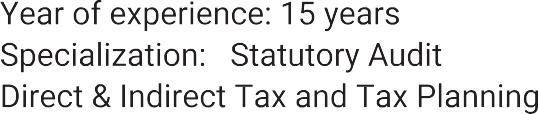 Year of experience: 15 years
Specialization: Statutory Audit
Direct & Indirect Tax and Tax Planning